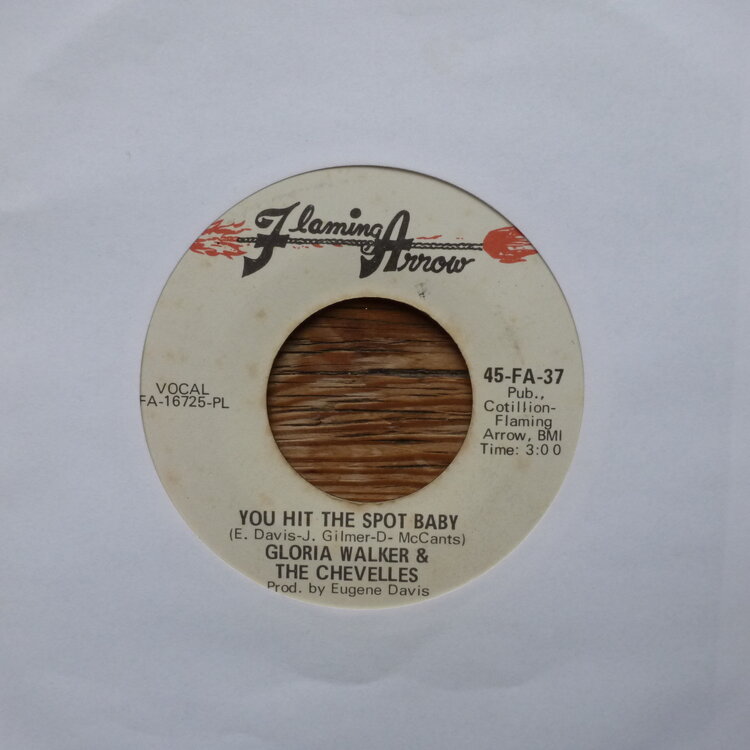 Flaming
Arrow
VOCAL
FA-16725-PL
45-FA-37
Pub.,
Cotillion-
Flaming
Arrow, BMI
Time: 3:00
YOU HIT THE SPOT BABY
(E. Davis-J. Gilmer-D- McCants)
GLORIA WALKER &
THE CHEVELLES
Prod. by Eugene Davis